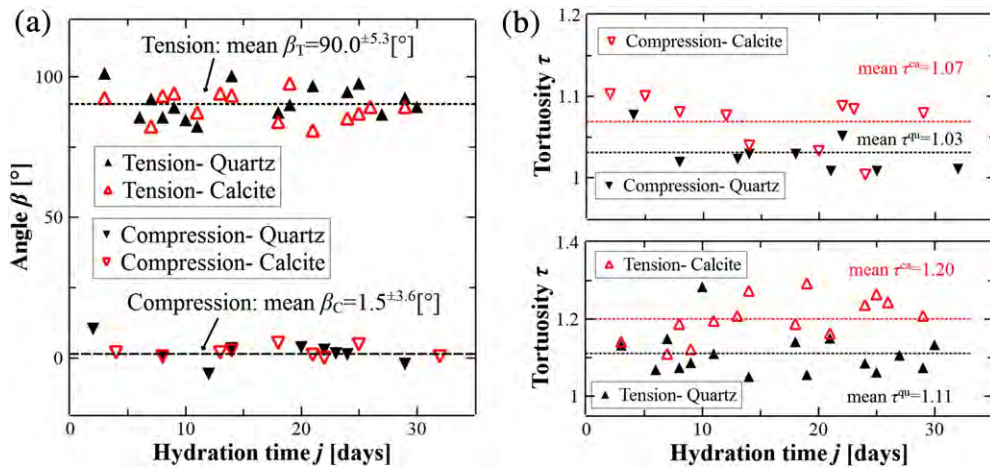 (a)
Tension: mean βT=90.0±5.3[°]
100
50
0
Angle β [°]
Tension- Quartz
Tension- Calcite
Compression- Quartz
Compression- Calcite
Compression: mean βC=1.5±3.6[°]
0
10
20
30
Hydration time j [days]
(b)
1.2
1.1
1
Tortuosity τ
Compression- Calcite
mean τca=1.07
mean τqu=1.03
Compression- Quartz
1.4
1.3
1.2
1.1
1
Tortuosity τ
Tension- Calcite
mean τca=1.20
Tension- Quartz
mean τqu=1.11
0
10
20
30
Hydration time j [days]